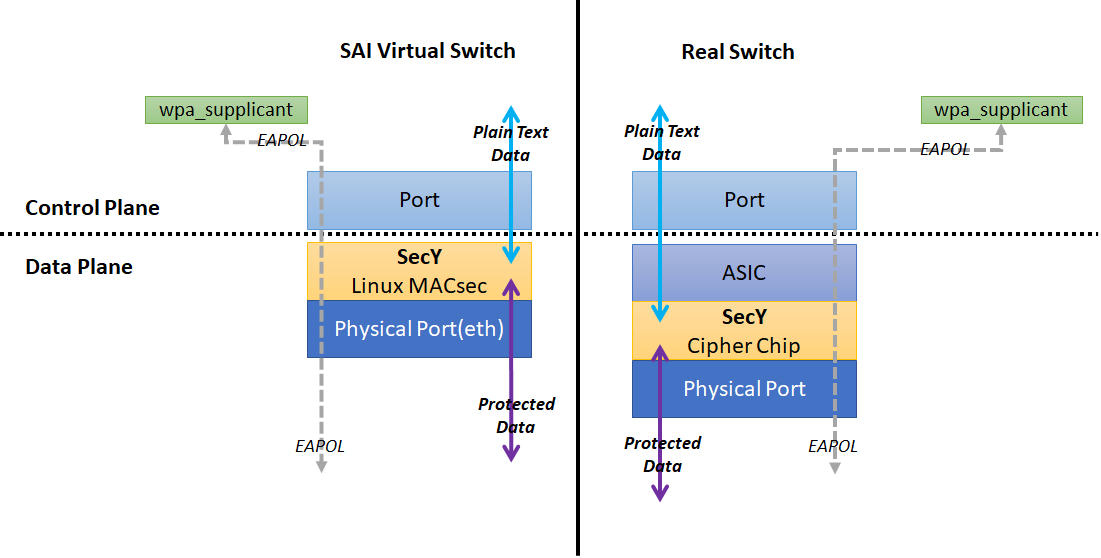 SAI Virtual Switch
wpa_supplicant
EAPOL
Plain Text
Data
Port
Control Plane
Data Plane
SecY
Linux MACsec
Physical Port(eth)
Protected
Data
EAPOL
Real Switch
wpa_supplicant
Plain Text
Data
EAPOL
Port
ASIC
SecY
Cipher Chip
Physical Port
Protected
Data
EAPOL